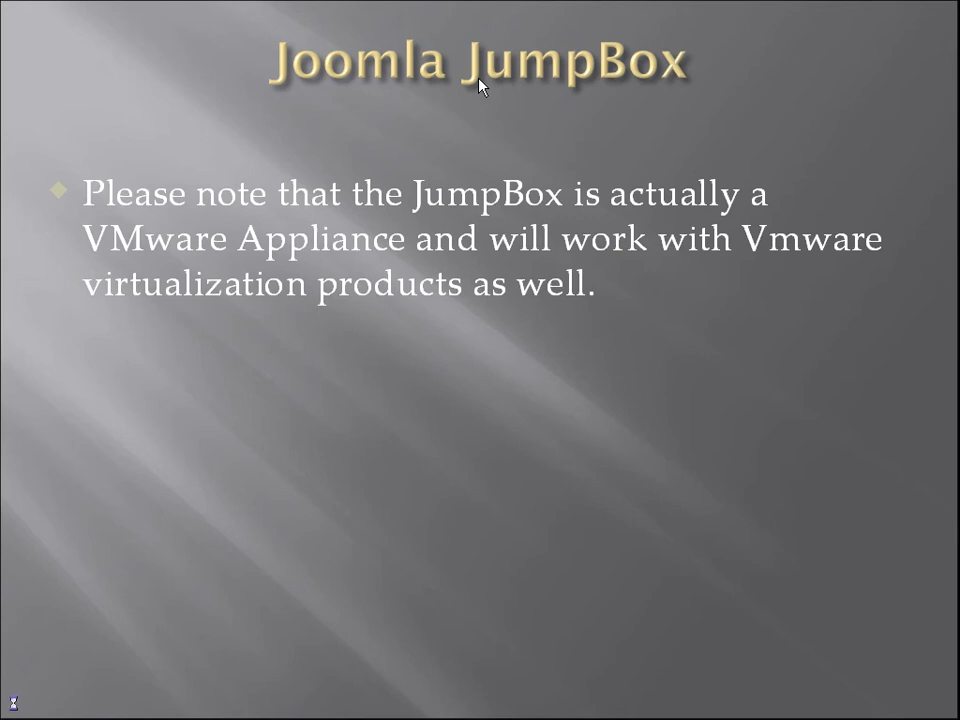 Joomla JumpBox
Please note that the JumpBox is actually a
VMware Appliance and will work with Vmware
virtualization products as well.